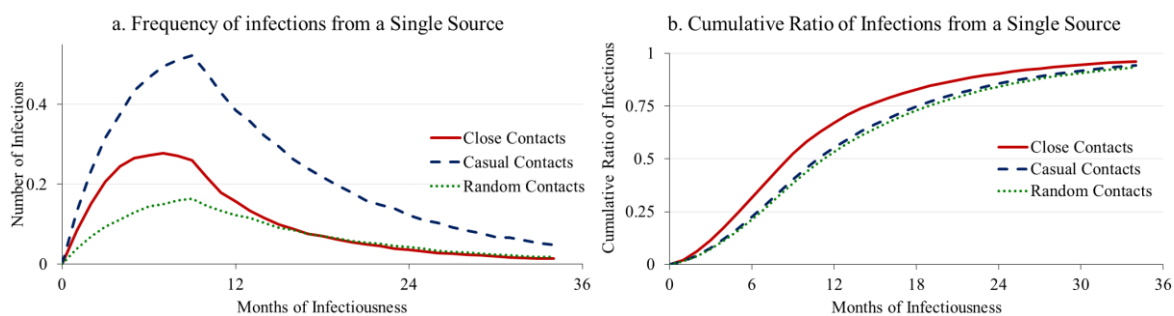 a. Frequency of infections from a Single Source
Number of Infections
0.4
0.2
0
0
12
24
36
Months of Infectiousness
Close Contacts
Casual Contacts
Random Contacts
b. Cumulative Ratio of Infections from a Single Source
Cumulative Ratio of Infections
1
0.75
0.5
0.25
0
0
6
12
18
24
30
36
Months of Infectiousness
Close Contacts
Casual Contacts
Random Contacts